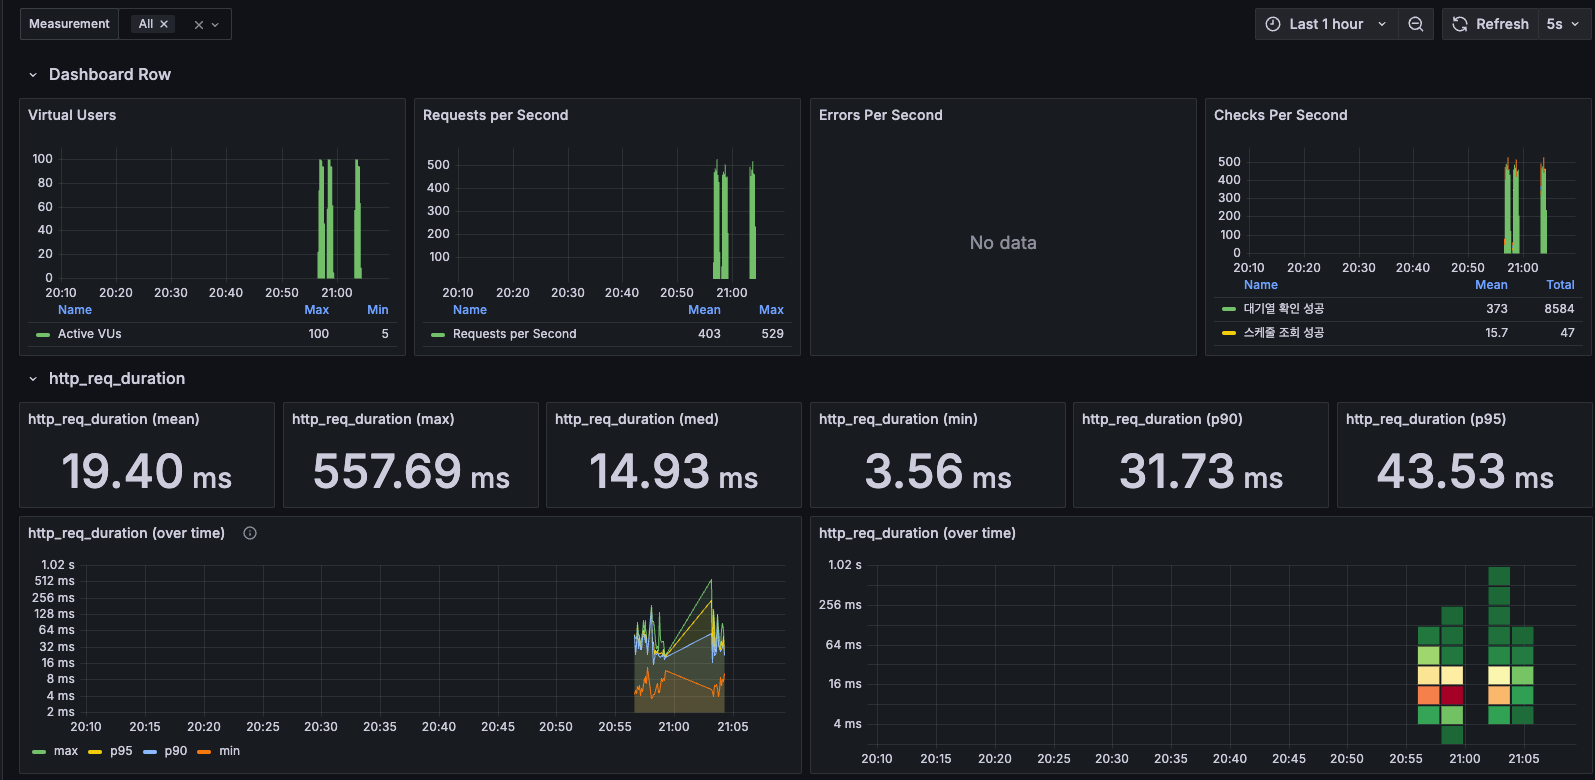 Measurement All
Last 1 hour Refresh 5s
Dashboard Row
Virtual Users
100
80
60
40
20
0
20:10 20:20 20:30 20:40 20:50 21:00
Name Max Min
Active VUs 100 5
Requests per Second
500
400
300
200
100
20:10 20:20 20:30 20:40 20:50 21:00
Name Mean Max
Requests per Second 403 529
Errors Per Second
No data
Checks Per Second
500
400
300
200
100
0
20:10 20:20 20:30 20:40 20:50 21:00
Name Mean Total
대기열 확인 성공 373 8584
스케줄 조회 성공 15.7 47
http_req_duration
http_req_duration (mean)
19.40 ms
http_req_duration (max)
557.69 ms
http_req_duration (med)
14.93 ms
http_req_duration (min)
3.56 ms
http_req_duration (p90)
31.73 ms
http_req_duration (p95)
43.53 ms
http_req_duration (over time)
1.02 s
512 ms
256 ms
128 ms
64 ms
32 ms
16 ms
8 ms
4 ms
2 ms
20:10 20:15 20:20 20:25 20:30 20:35 20:40 20:45 20:50 20:55 21:00 21:05
max p95 p90 min
http_req_duration (over time)
1.02 s
256 ms
64 ms
16 ms
4 ms
20:10 20:15 20:20 20:25 20:30 20:35 20:40 20:45 20:50 20:55 21:00 21:05